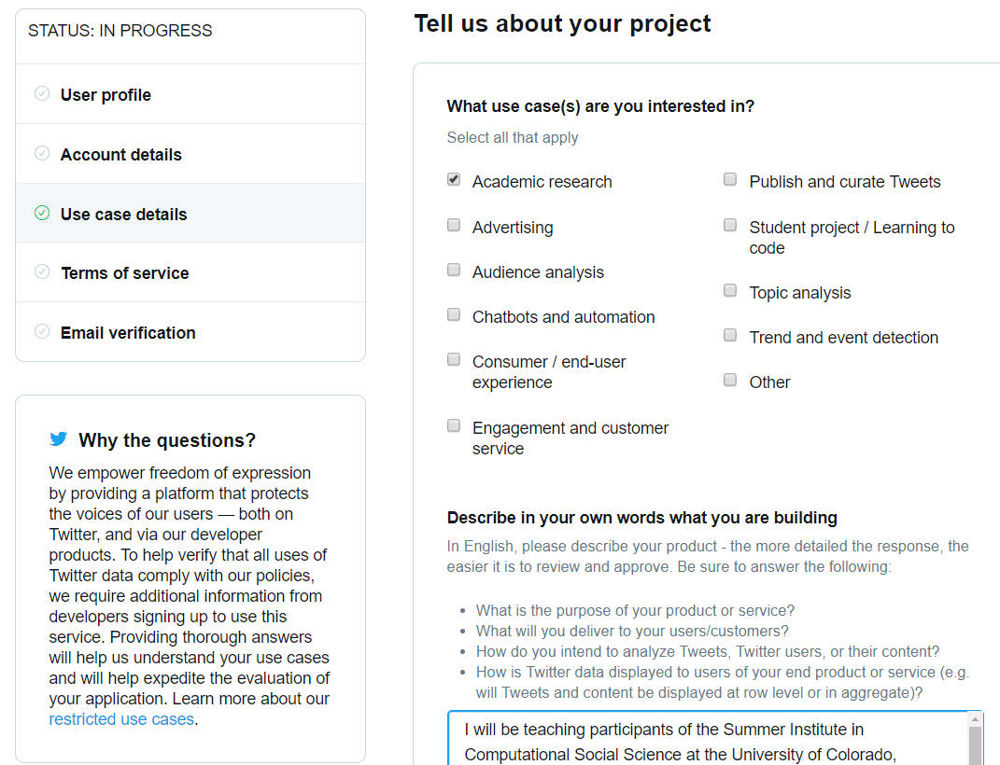 STATUS: IN PROGRESS
User profile
Account details
Use case details
Terms of service
Email verification
Why the questions?
We empower freedom of expression
by providing a platform that protects
the voices of our users — both on
Twitter, and via our developer
products. To help verify that all uses of
Twitter data comply with our policies,
we require additional information from
developers signing up to use this
service. Providing thorough answers
will help us understand your use cases
and will help expedite the evaluation of
your application. Learn more about our
restricted use cases.
Tell us about your project
What use case(s) are you interested in?
Select all that apply
Academic research
Advertising
Audience analysis
Chatbots and automation
Consumer / end-user
experience
Engagement and customer
service
Publish and curate Tweets
Student project / Learning to
code
Topic analysis
Trend and event detection
Other
Describe in your own words what you are building
In English, please describe your product - the more detailed the response, the
easier it is to review and approve. Be sure to answer the following:
• What is the purpose of your product or service?
• What will you deliver to your users/customers?
• How do you intend to analyze Tweets, Twitter users, or their content?
• How is Twitter data displayed to users of your end product or service (e.g.
will Tweets and content be displayed at row level or in aggregate)?
I will be teaching participants of the Summer Institute in
Computational Social Science at the University of Colorado,